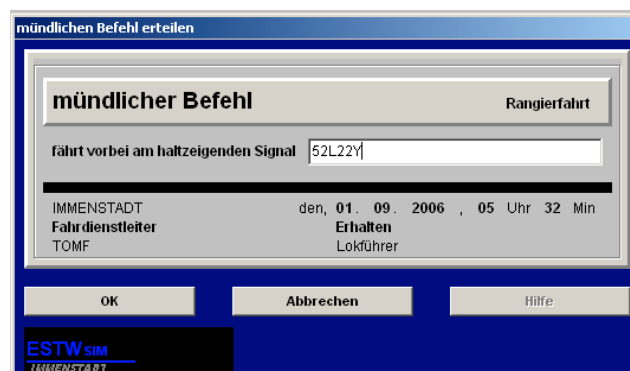 mündlichen Befehl erteilen
mündlicher Befehl Rangierfahrt
fährt vorbei am haltzeigenden Signal 52L22Y
IMMENSTADT den, 01. 09. 2006 , 05 Uhr 32 Min
Fahrdienstleiter Erhalten
TOMF Lokführer
OK Abbrechen Hilfe
ESTW SIM
IMMENSTADT